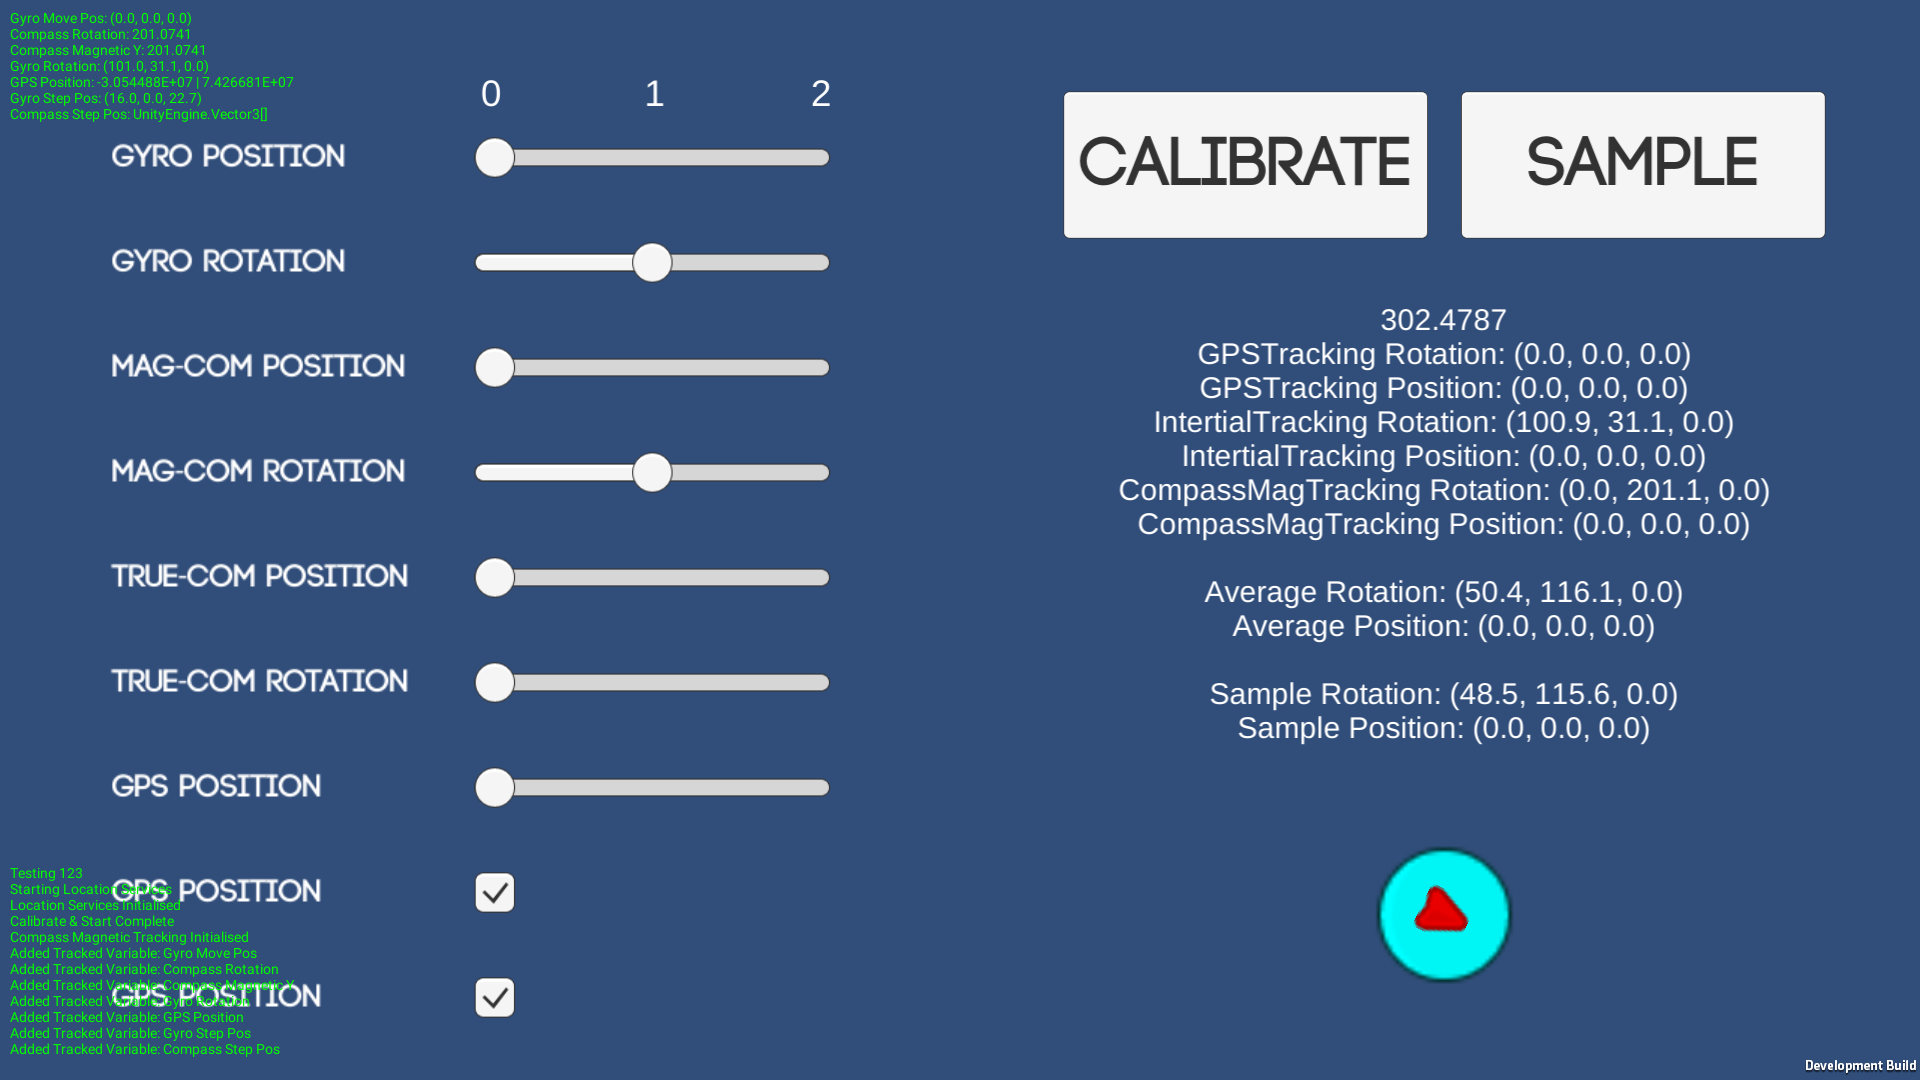 Gyro Move Pos: (0.0, 0.0, 0.0)
Compass Rotation: 201.0741
Compass Magnetic Y: 201.0741
Gyro Rotation: (101.0, 31.1, 0.0)
GPS Position: -3.054488E+07 | 7.426681E+07
Gyro Step Pos: (16.0, 0.0, 22.7)
Compass Step Pos: UnityEngine.Vector3[]
0 1 2
GYRO POSITION
GYRO ROTATION
MAG-COM POSITION
MAG-COM ROTATION
TRUE-COM POSITION
TRUE-COM ROTATION
GPS POSITION
GPS POSITION
GPS POSITION
Testing 123
Starting Location Services
Location Services Initialised
Calibrate & Start Complete
Compass Magnetic Tracking Initialised
Added Tracked Variable: Gyro Move Pos
Added Tracked Variable: Compass Rotation
Added Tracked Variable: Compass Magnetic Y
Added Tracked Variable: Gyro Rotation
Added Tracked Variable: GPS Position
Added Tracked Variable: Gyro Step Pos
Added Tracked Variable: Compass Step Pos
CALIBRATE
SAMPLE
302.4787
GPSTracking Rotation: (0.0, 0.0, 0.0)
GPSTracking Position: (0.0, 0.0, 0.0)
IntertialTracking Rotation: (100.9, 31.1, 0.0)
IntertialTracking Position: (0.0, 0.0, 0.0)
CompassMagTracking Rotation: (0.0, 201.1, 0.0)
CompassMagTracking Position: (0.0, 0.0, 0.0)
Average Rotation: (50.4, 116.1, 0.0)
Average Position: (0.0, 0.0, 0.0)
Sample Rotation: (48.5, 115.6, 0.0)
Sample Position: (0.0, 0.0, 0.0)
Development Build